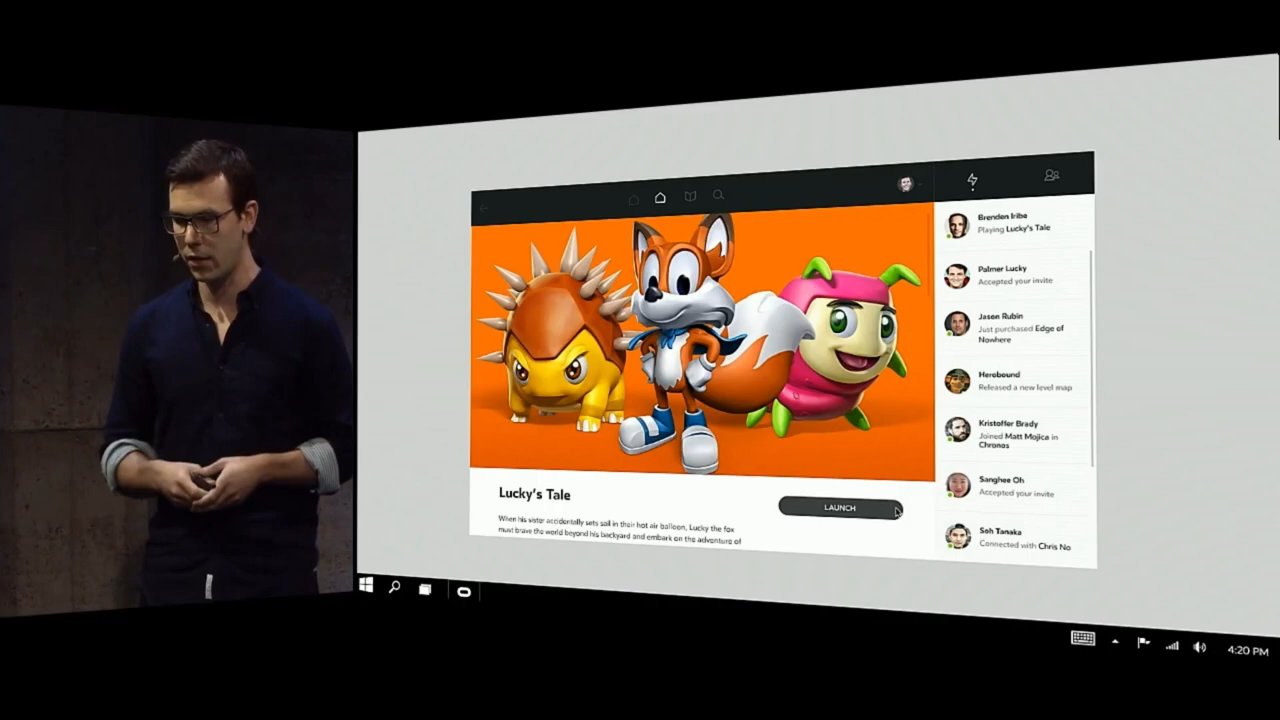 Lucky's Tale
When his sister accidentally sets sail in their hot air balloon, Lucky the fox
must brave the world beyond his backyard and embark on the adventure of
LAUNCH
Brenden Iribe
Playing Lucky's Tale
Palmer Lucky
Accepted your invite
Jason Rubin
Just purchased Edge of
Nowhere
Herobound
Released a new level map
Kristoffer Brady
Joined Matt Mojica in
Chronos
Sanghee Oh
Accepted your invite
Soh Tanaka
Connected with Chris No
4:20 PM